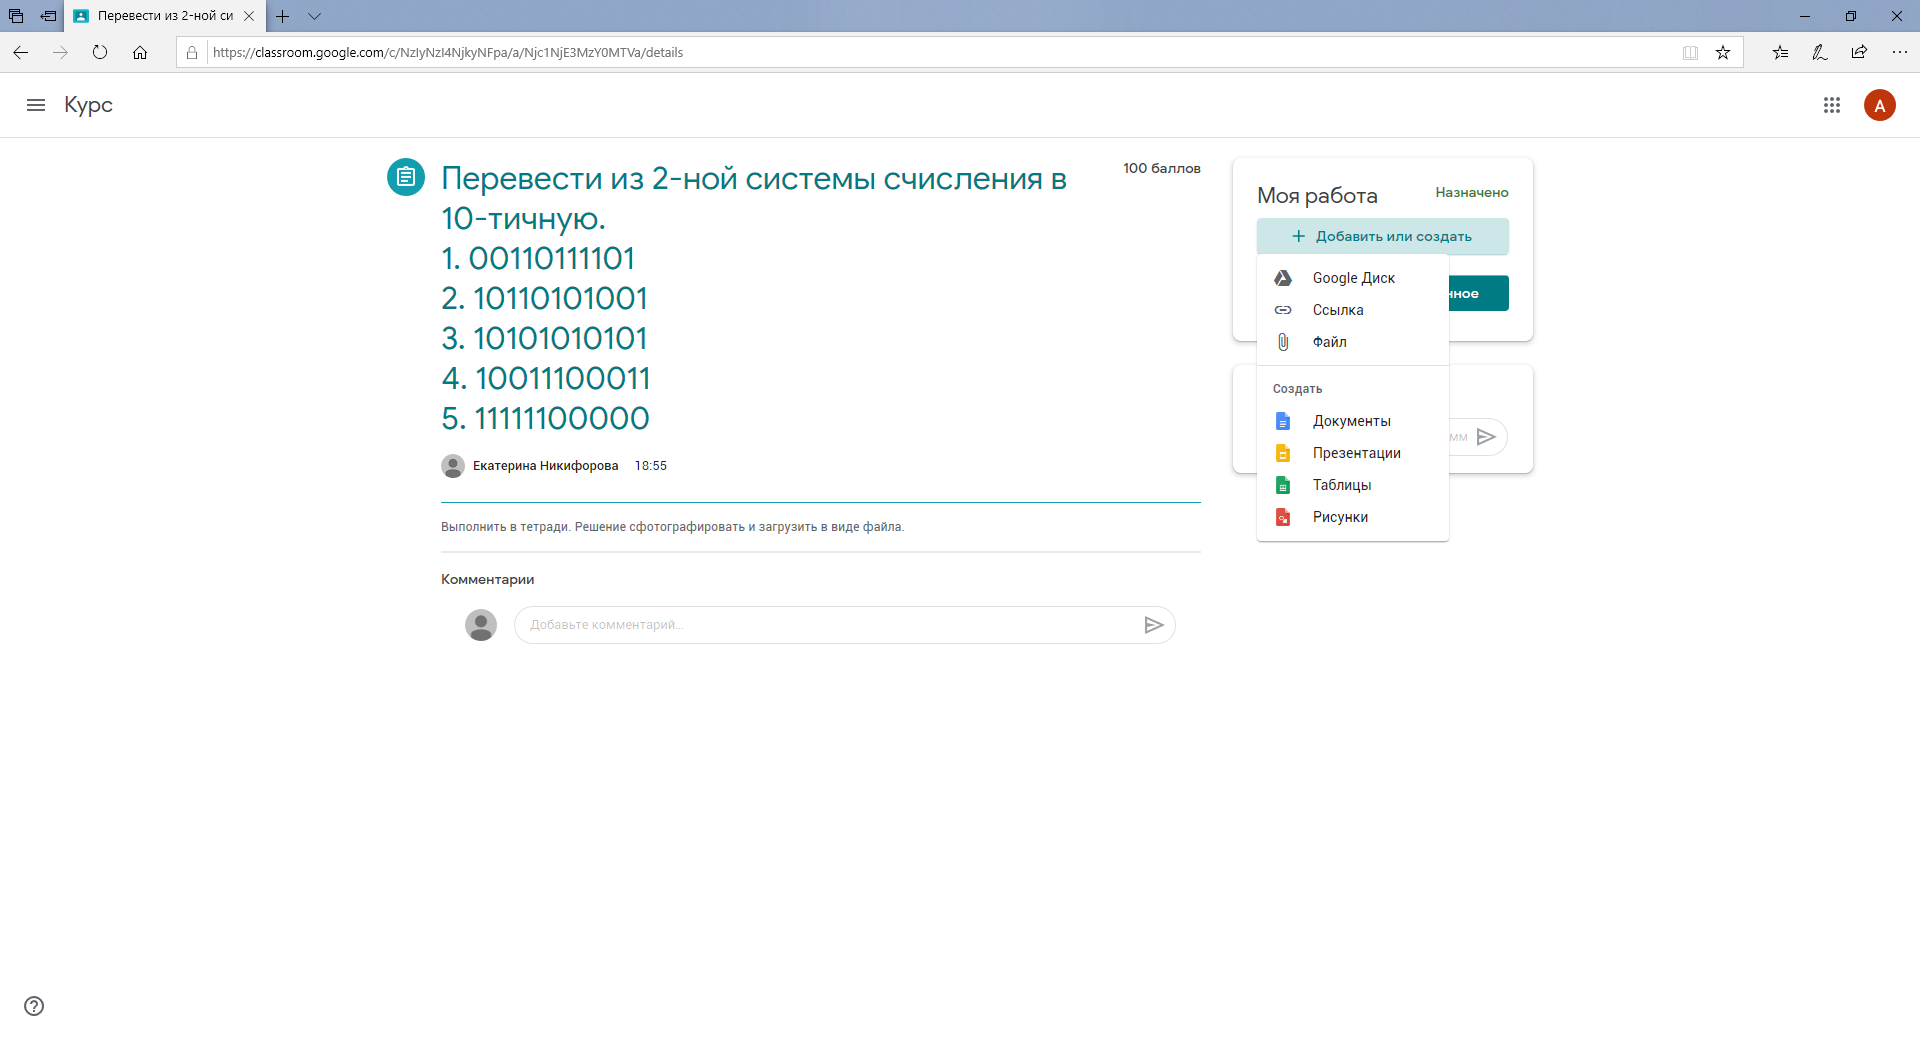 Перевести из 2-ной си
https://classroom.google.com/c/NzIyNzI4NjkyNFpa/a/Njc1NjE3MzY0MTVa/details
Курс
A
Перевести из 2-ной системы счисления в
10-тичную.
1. 00110111101
2. 10110101001
3. 10101010101
4. 10011100011
5. 11111100000
100 баллов
Екатерина Никифорова 18:55
Выполнить в тетради. Решение сфотографировать и загрузить в виде файла.
Комментарии
Добавьте комментарий...
Моя работа
Назначено
+ Добавить или создать
Google Диск
Ссылка
нное
Файл
Создать
Документы
мм
Презентации
Таблицы
Рисунки